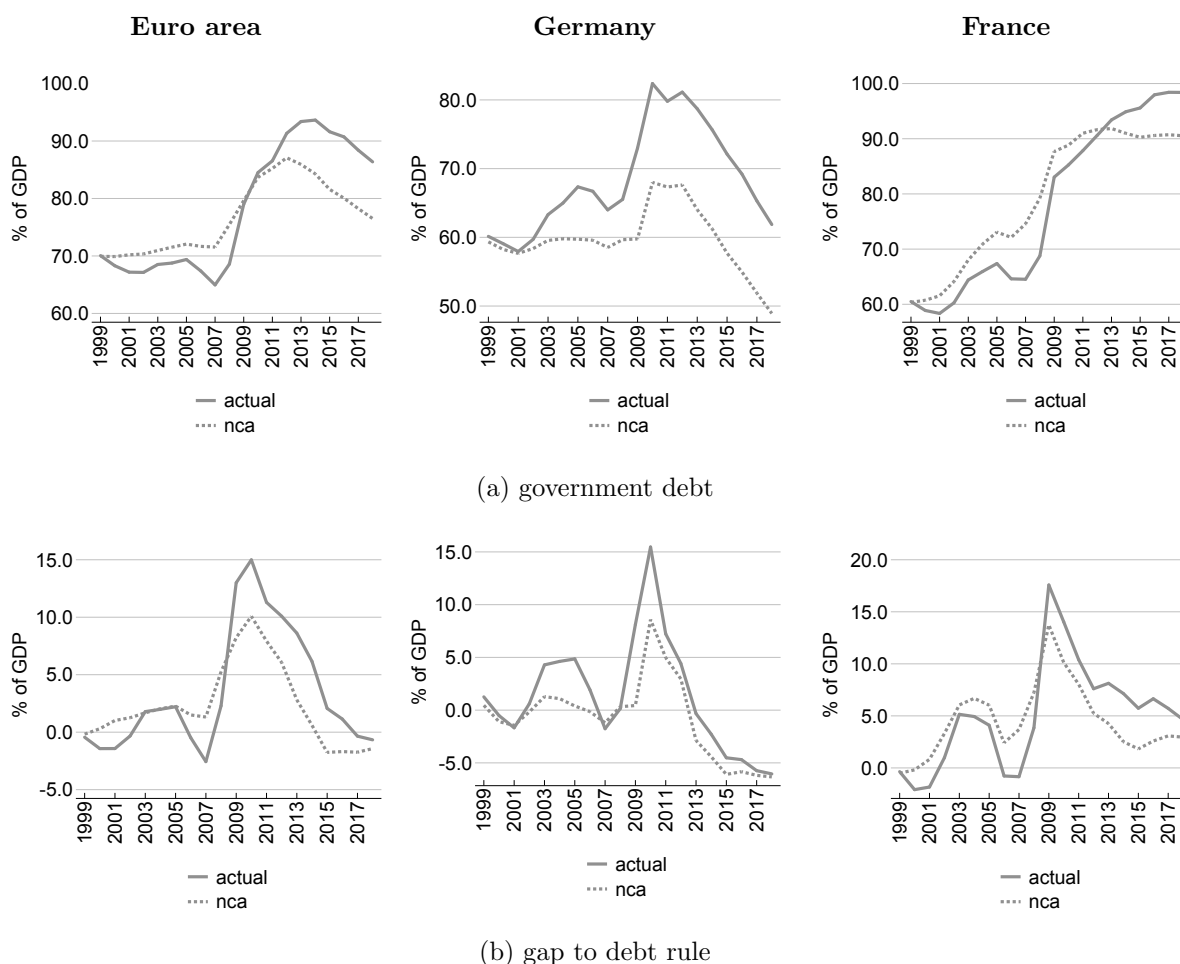 Euro area Germany France
100.0
90.0
80.0
70.0
60.0
% of GDP
1999 2001 2003 2005 2007 2009 2011 2013 2015 2017
actual
nca
80.0
70.0
60.0
50.0
% of GDP
1999 2001 2003 2005 2007 2009 2011 2013 2015 2017
actual
nca
100.0
90.0
80.0
70.0
60.0
% of GDP
1999 2001 2003 2005 2007 2009 2011 2013 2015 2017
actual
nca
(a) government debt
15.0
10.0
5.0
0.0
-5.0
% of GDP
1999 2001 2003 2005 2007 2009 2011 2013 2015 2017
actual
nca
15.0
10.0
5.0
0.0
-5.0
% of GDP
1999 2001 2003 2005 2007 2009 2011 2013 2015 2017
actual
nca
20.0
15.0
10.0
5.0
0.0
% of GDP
1999 2001 2003 2005 2007 2009 2011 2013 2015 2017
actual
nca
(b) gap to debt rule